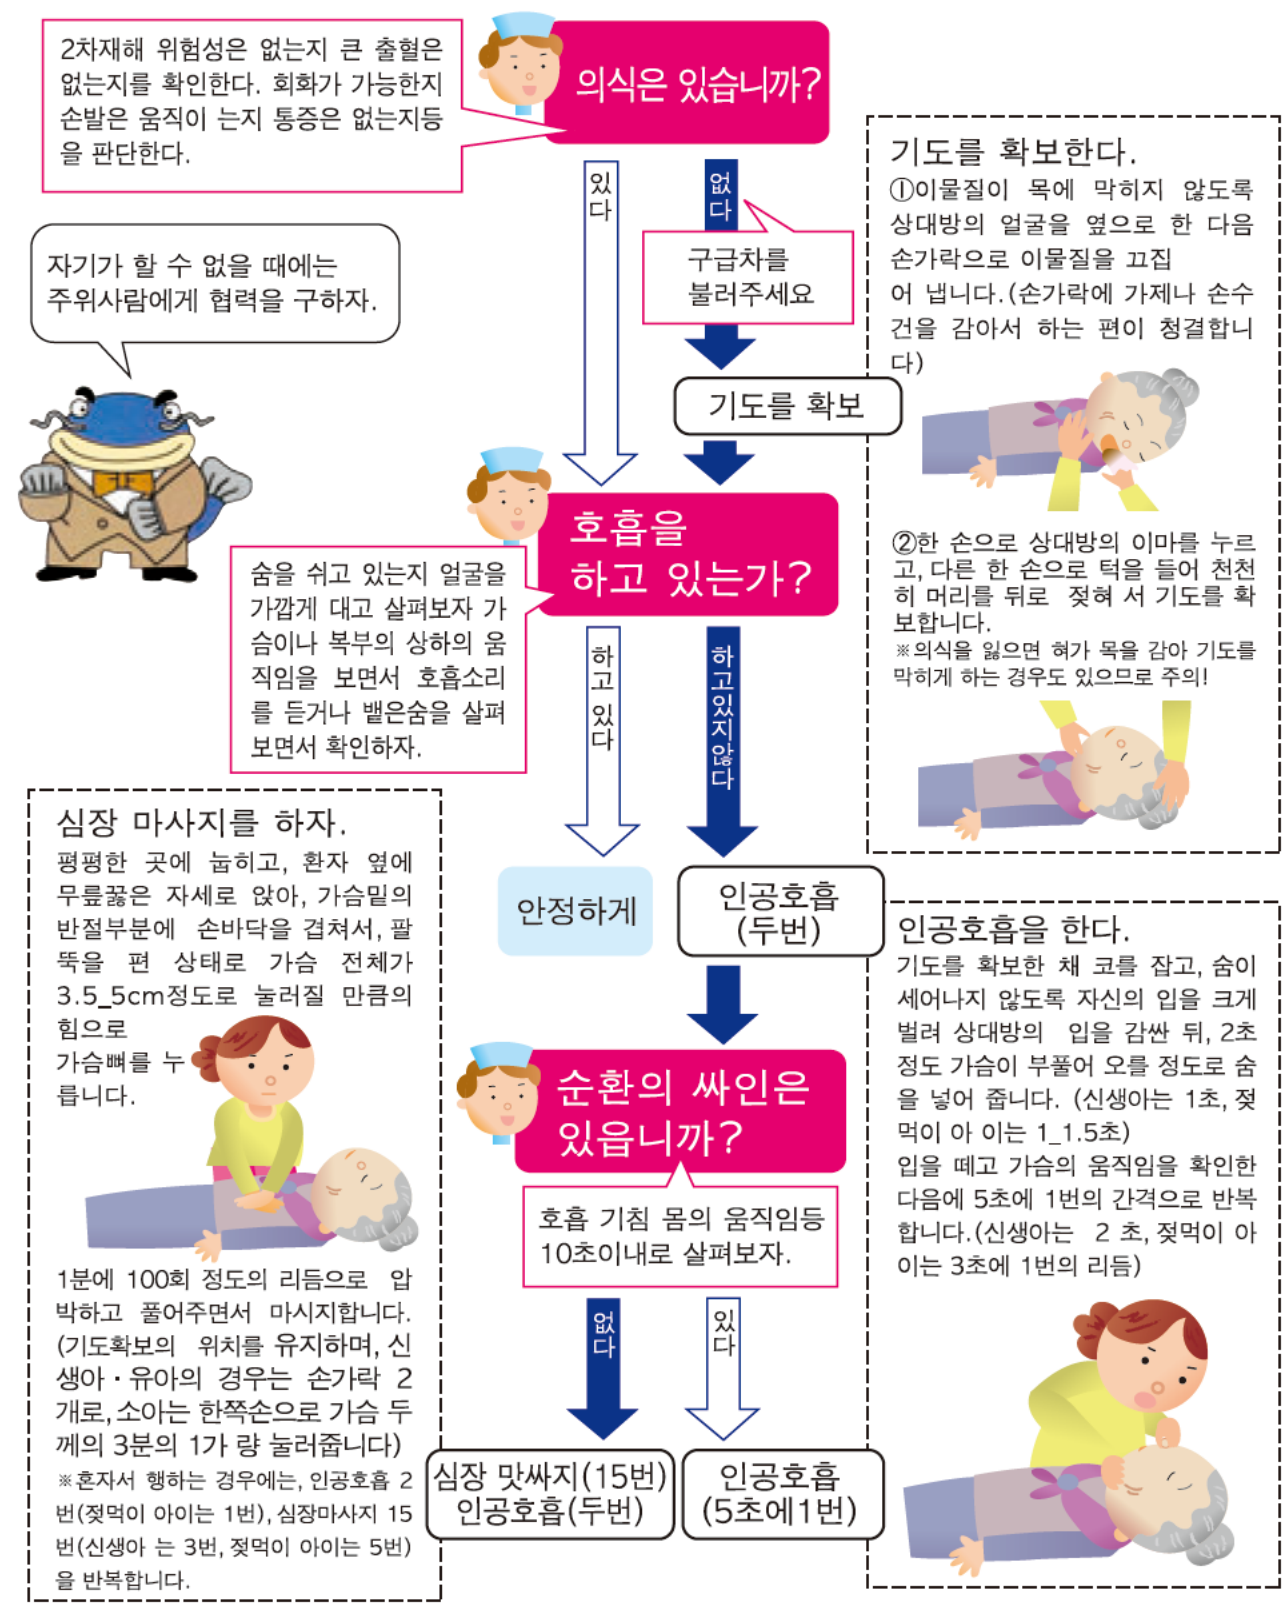 2차재해 위험성은 없는지 큰 출혈은
없는지를 확인한다. 회화가 가능한지
손발은 움직이 는지 통증은 없는지등
을 판단한다.
의식은 있습니까?
있다
없다
구급차를
불러주세요
자기가 할 수 없을 때에는
주위사람에게 협력을 구하자.
기도를 확보
기도를 확보한다.
①이물질이 목에 막히지 않도록
상대방의 얼굴을 옆으로 한 다음
손가락으로 이물질을 끄집
어 냅니다.(손가락에 가제나 손수
건을 감아서 하는 편이 청결합니
다)
②한 손으로 상대방의 이마를 누르
고, 다른 한 손으로 턱을 들어 천천
히 머리를 뒤로 젖혀 서 기도를 확
보합니다.
※의식을 잃으면 혀가 목을 감아 기도를
막히게 하는 경우도 있으므로 주의!
호흡을
하고 있는가?
숨을 쉬고 있는지 얼굴을
가깝게 대고 살펴보자 가
슴이나 복부의 상하의 움
직임을 보면서 호흡소리
를 듣거나 뱉은숨을 살펴
보면서 확인하자.
하고 있다
하고있지않다
안정하게
인공호흡
(두번)
심장 마사지를 하자.
평평한 곳에 눕히고, 환자 옆에
무릎꿇은 자세로 앉아, 가슴밑의
반절부분에 손바닥을 겹쳐서, 팔
뚝을 편 상태로 가슴 전체가
3.5_5cm정도로 눌러질 만큼의
힘으로
가슴뼈를 누
릅니다.
1분에 100회 정도의 리듬으로 압
박하고 풀어주면서 마시지합니다.
(기도확보의 위치를 유지하며, 신
생아・유아의 경우는 손가락 2
개로, 소아는 한쪽손으로 가슴 두
께의 3분의 1가 량 눌러줍니다)
※혼자서 행하는 경우에는, 인공호흡 2
번(젖먹이 아이는 1번), 심장마사지 15
번(신생아 는 3번, 젖먹이 아이는 5번)
을 반복합니다.
순환의 싸인은
있읍니까?
호흡 기침 몸의 움직임등
10초이내로 살펴보자.
없다
있다
심장 맛싸지(15번)
인공호흡(두번)
인공호흡
(5초에1번)
인공호흡을 한다.
기도를 확보한 채 코를 잡고, 숨이
세어나지 않도록 자신의 입을 크게
벌려 상대방의 입을 감싼 뒤, 2초
정도 가슴이 부풀어 오를 정도로 숨
을 넣어 줍니다. (신생아는 1초, 젖
먹이 아 이는 1_1.5초)
입을 떼고 가슴의 움직임을 확인한
다음에 5초에 1번의 간격으로 반복
합니다.(신생아는 2 초, 젖먹이 아
이는 3초에 1번의 리듬)